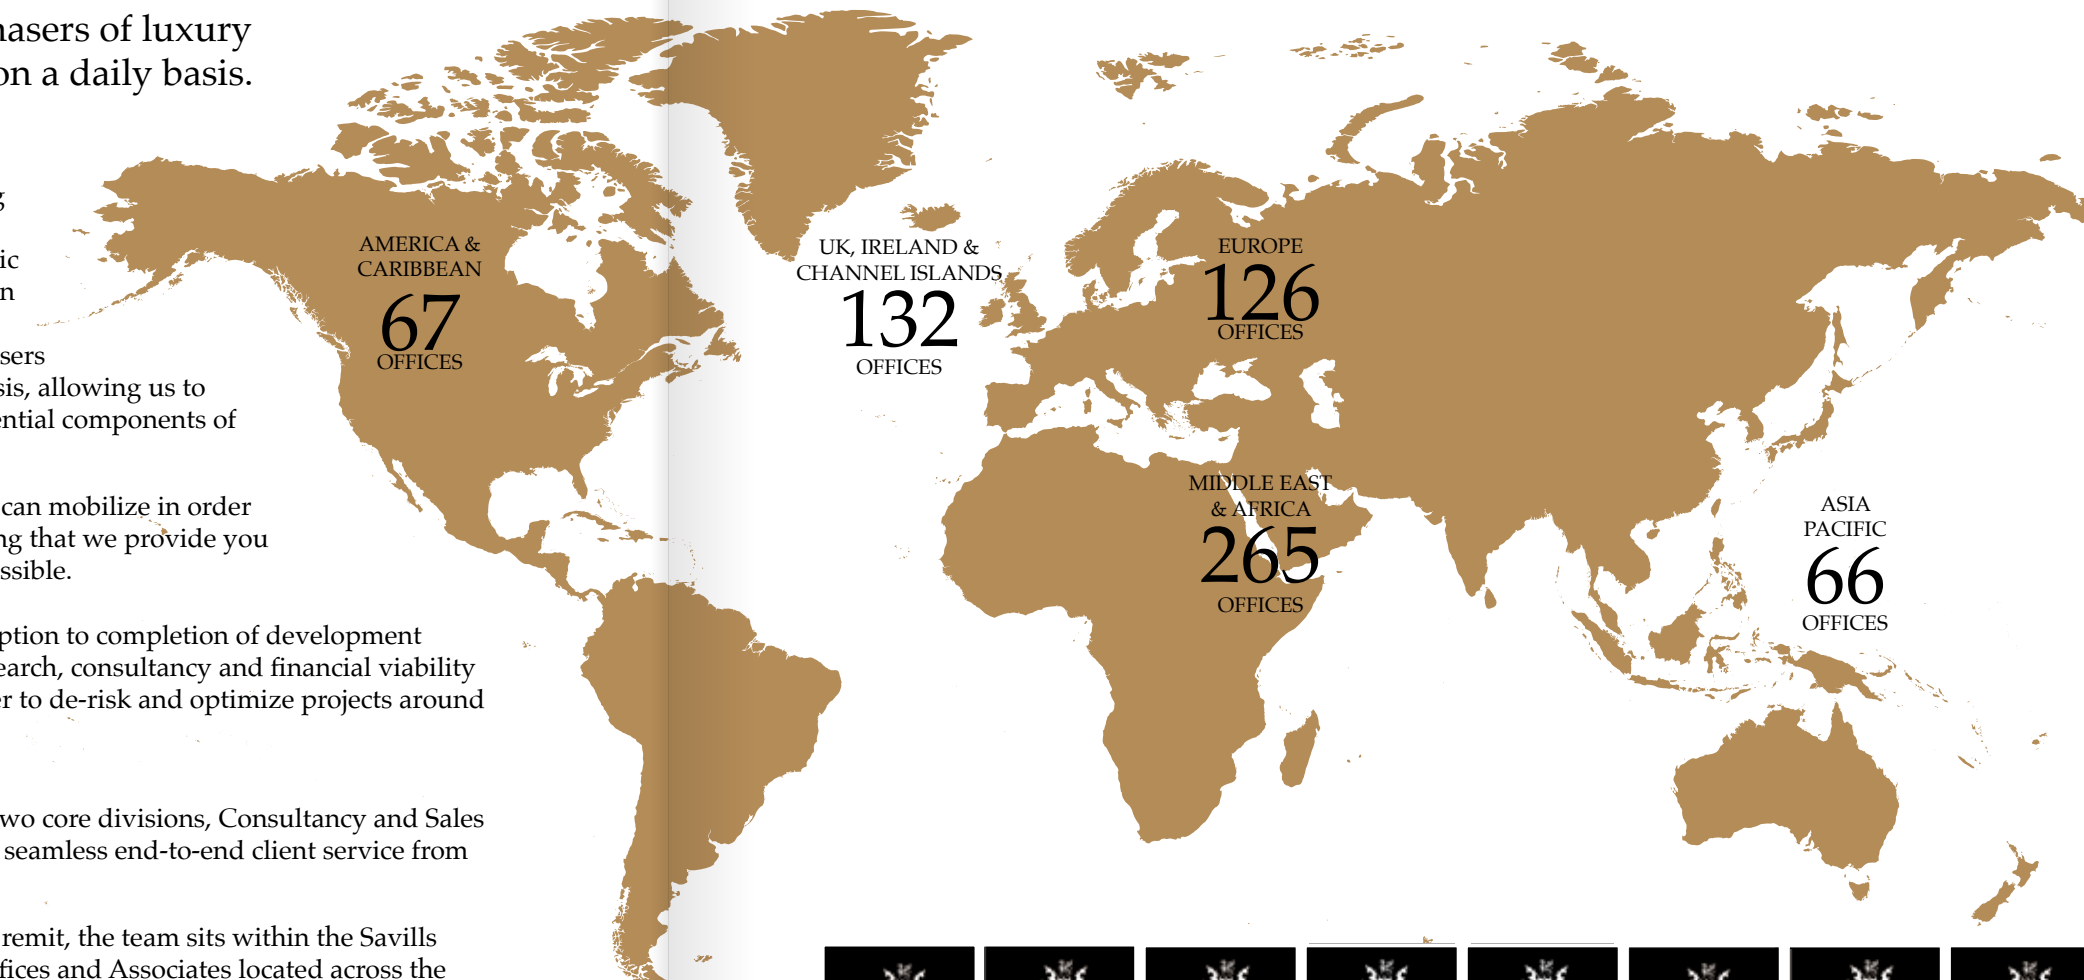 hasers of luxury
on a daily basis.
g
ic
n
sers
sis, allowing us to
ential components of
can mobilize in order
ng that we provide you
ssible.
ption to completion of development
earch, consultancy and financial viability
er to de-risk and optimize projects around
wo core divisions, Consultancy and Sales
seamless end-to-end client service from
remit, the team sits within the Savills
fices and Associates located across the
AMERICA &
CARIBBEAN
67
OFFICES
UK, IRELAND &
CHANNEL ISLANDS
132
OFFICES
EUROPE
126
OFFICES
MIDDLE EAST
& AFRICA
265
OFFICES
ASIA
PACIFIC
66
OFFICES